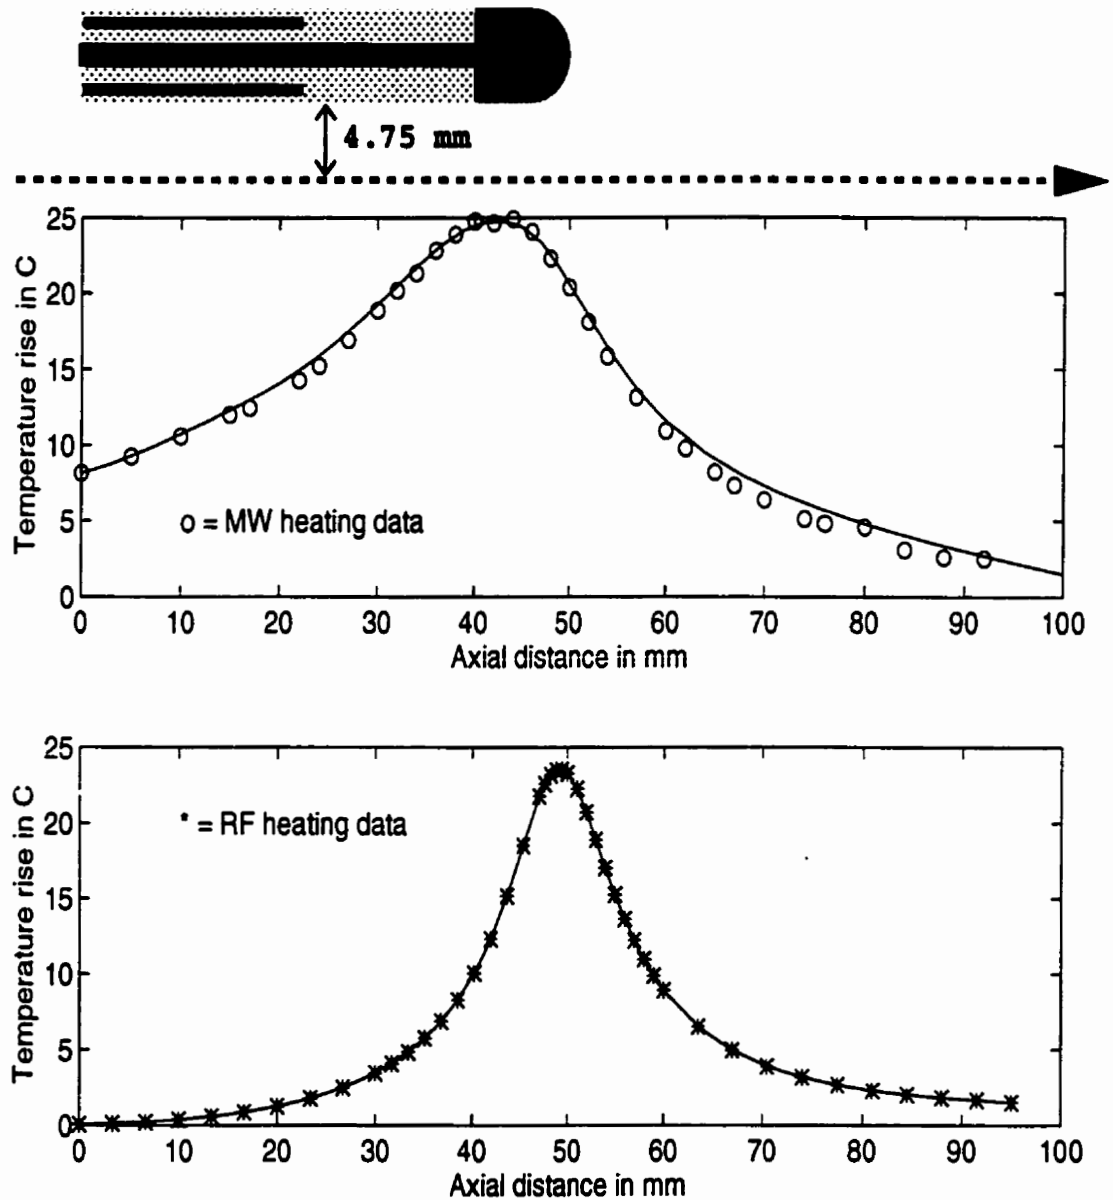 4.75 mm
25
20
15
10
5
0
Temperature rise in C
o = MW heating data
0 10 20 30 40 50 60 70 80 90 100
Axial distance in mm
25
20
15
10
5
0
Temperature rise in C
* = RF heating data
0 10 20 30 40 50 60 70 80 90 100
Axial distance in mm